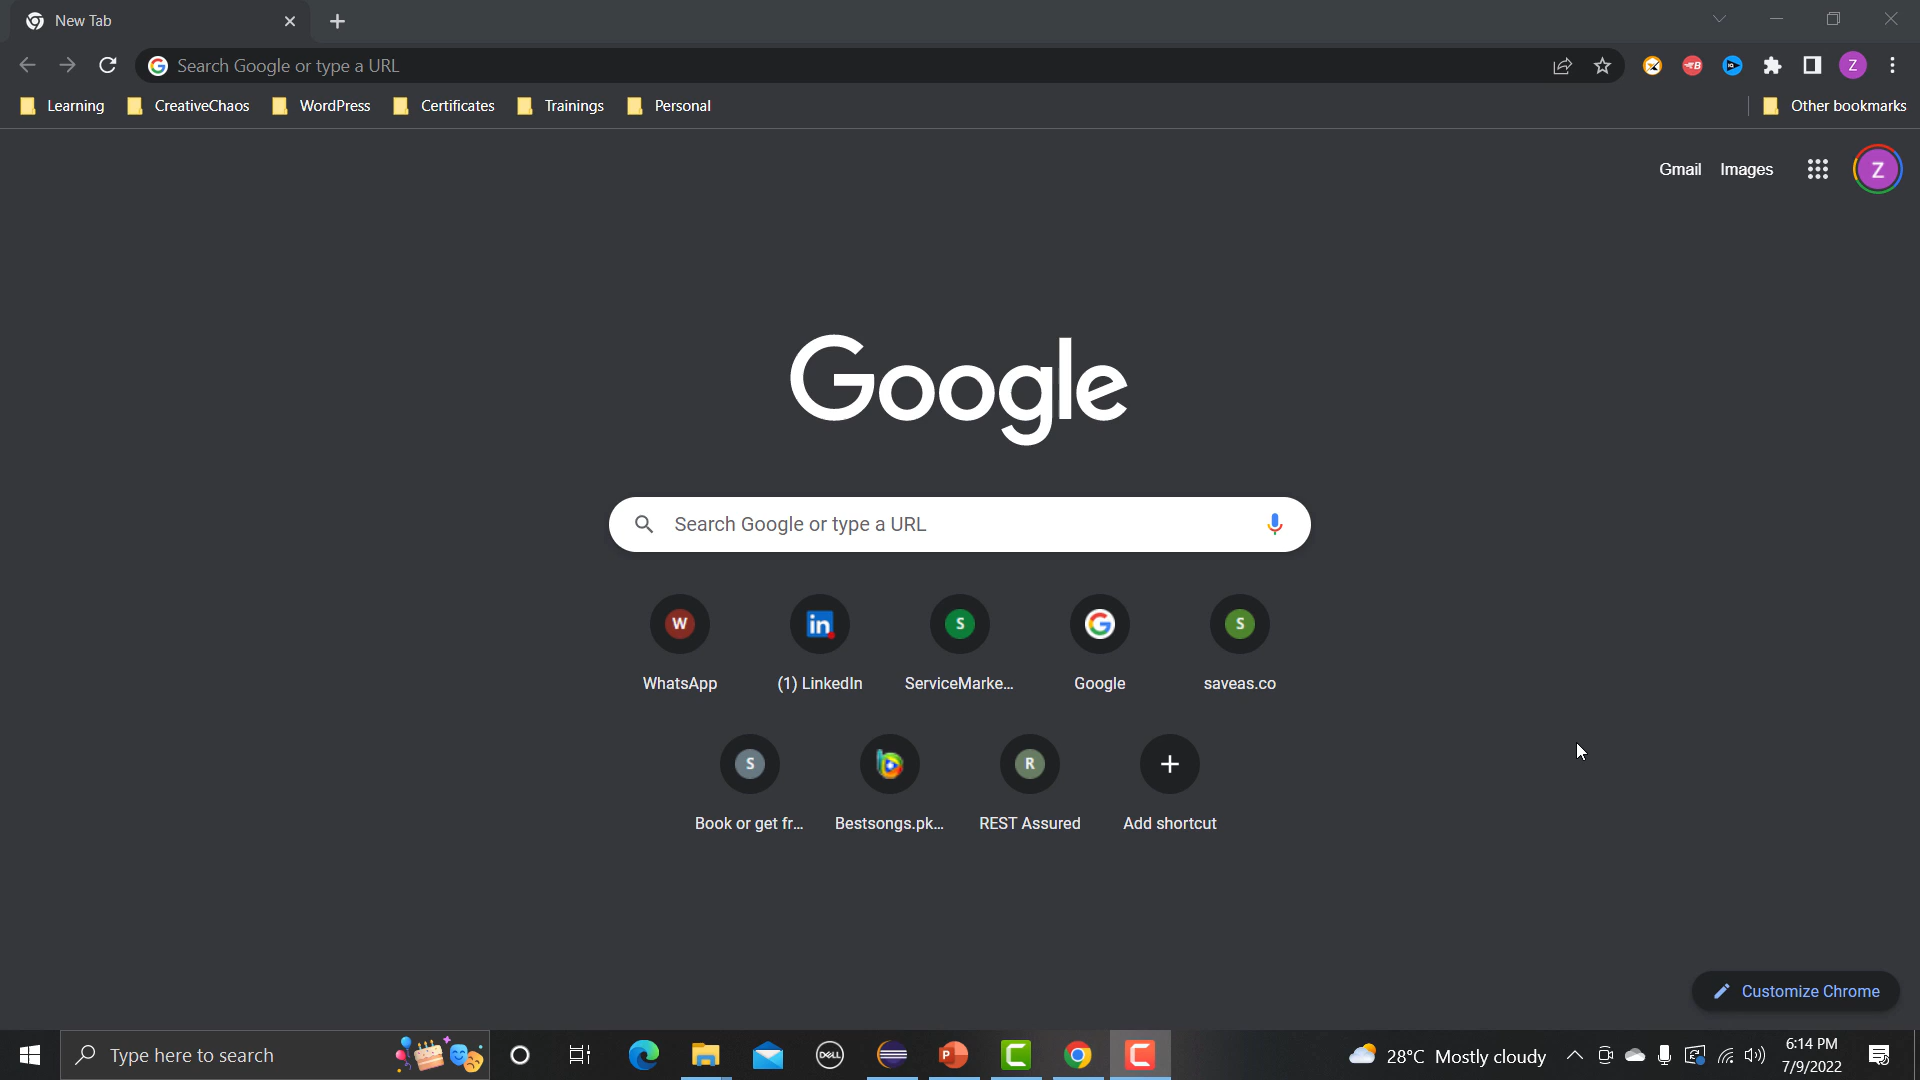 New Tab
Search Google or type a URL
Learning CreativeChaos WordPress Certificates Trainings Personal Other bookmarks
Gmail Images Z
Google
Search Google or type a URL
W in S G S
WhatsApp (1) LinkedIn ServiceMarke... Google saveas.co
S R
Book or get fr... Bestsongs.pk... REST Assured Add shortcut
Customize Chrome
Type here to search DELL P 28°C Mostly cloudy 6:14 PM
7/9/2022